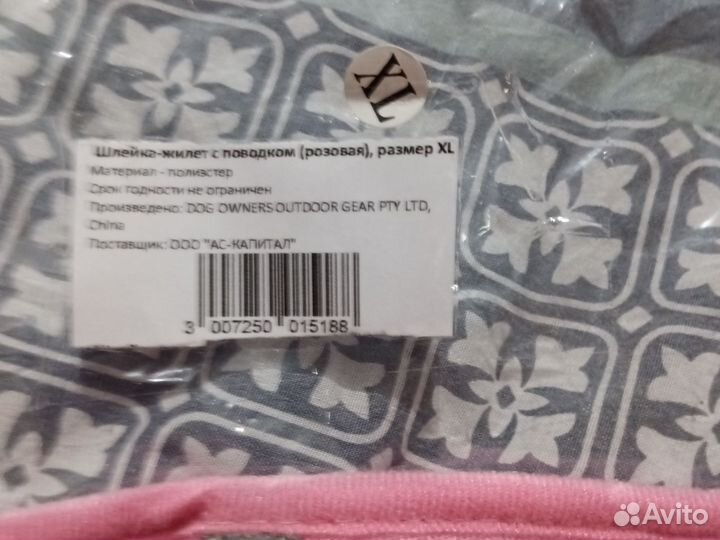 XL
Шлейка-жилет с поводком (розовая), размер XL
Материал - полиэстер
Срок годности не ограничен
Произведено: DOG OWNERS OUTDOOR GEAR PTY LTD,
China
Поставщик: ООО "АС-КАПИТАЛ"
3 007250 015188
Avito